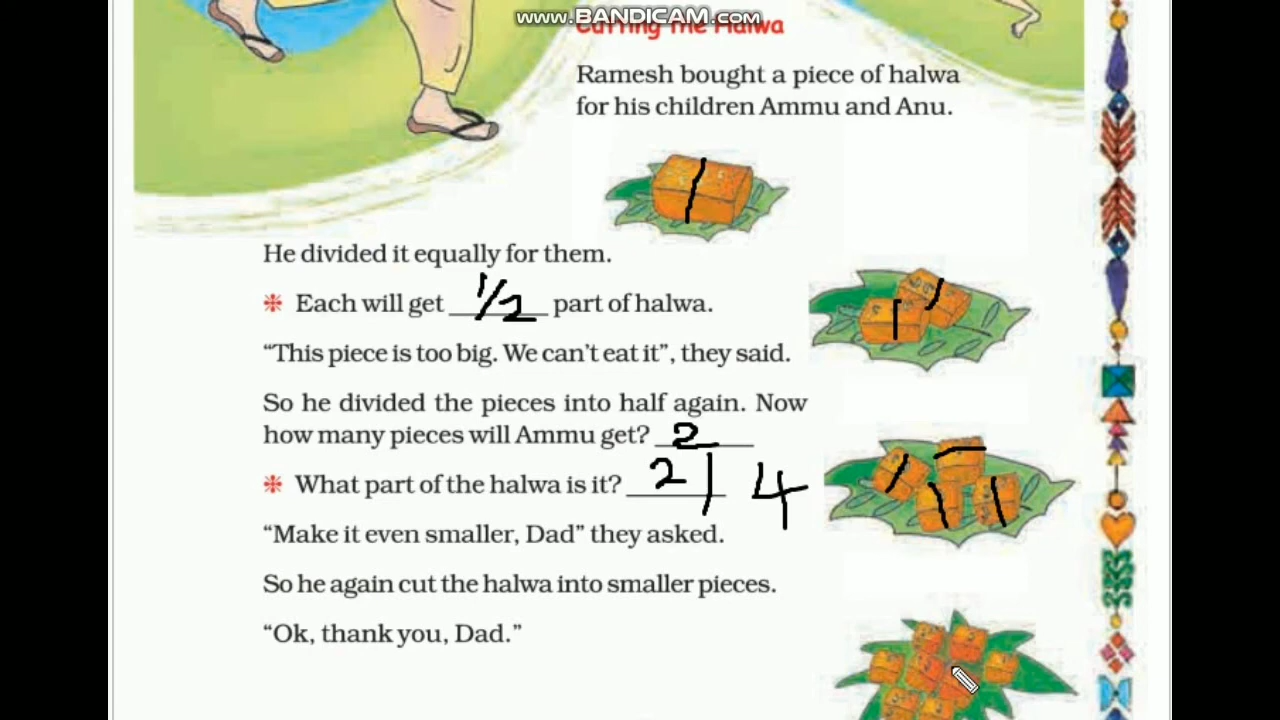 www.BANDICAM.com
Cutting the Halwa
Ramesh bought a piece of halwa
for his children Ammu and Anu.
He divided it equally for them.
❉ Each will get 1/2 part of halwa.
“This piece is too big. We can’t eat it”, they said.
So he divided the pieces into half again. Now
how many pieces will Ammu get? 2
❉ What part of the halwa is it? 2/4
“Make it even smaller, Dad” they asked.
So he again cut the halwa into smaller pieces.
“Ok, thank you, Dad.”